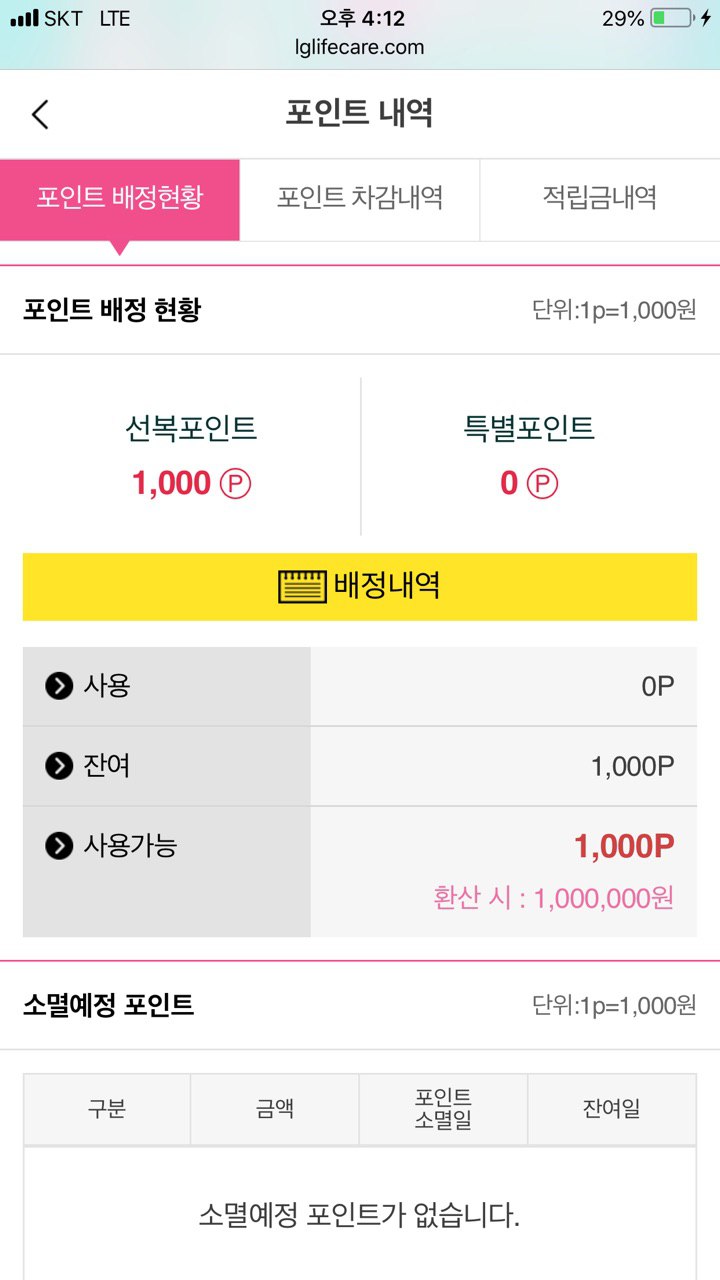 SKT LTE 오후 4:12 29%
lglifecare.com
포인트 내역
포인트 배정현황 포인트 차감내역 적립금내역
포인트 배정 현황 단위:1p=1,000원
선복포인트 특별포인트
1,000 Ⓟ 0 Ⓟ
배정내역
사용 0P
잔여 1,000P
사용가능 1,000P
환산 시 : 1,000,000원
소멸예정 포인트 단위:1p=1,000원
구분 금액 포인트 소멸일 잔여일
소멸예정 포인트가 없습니다.